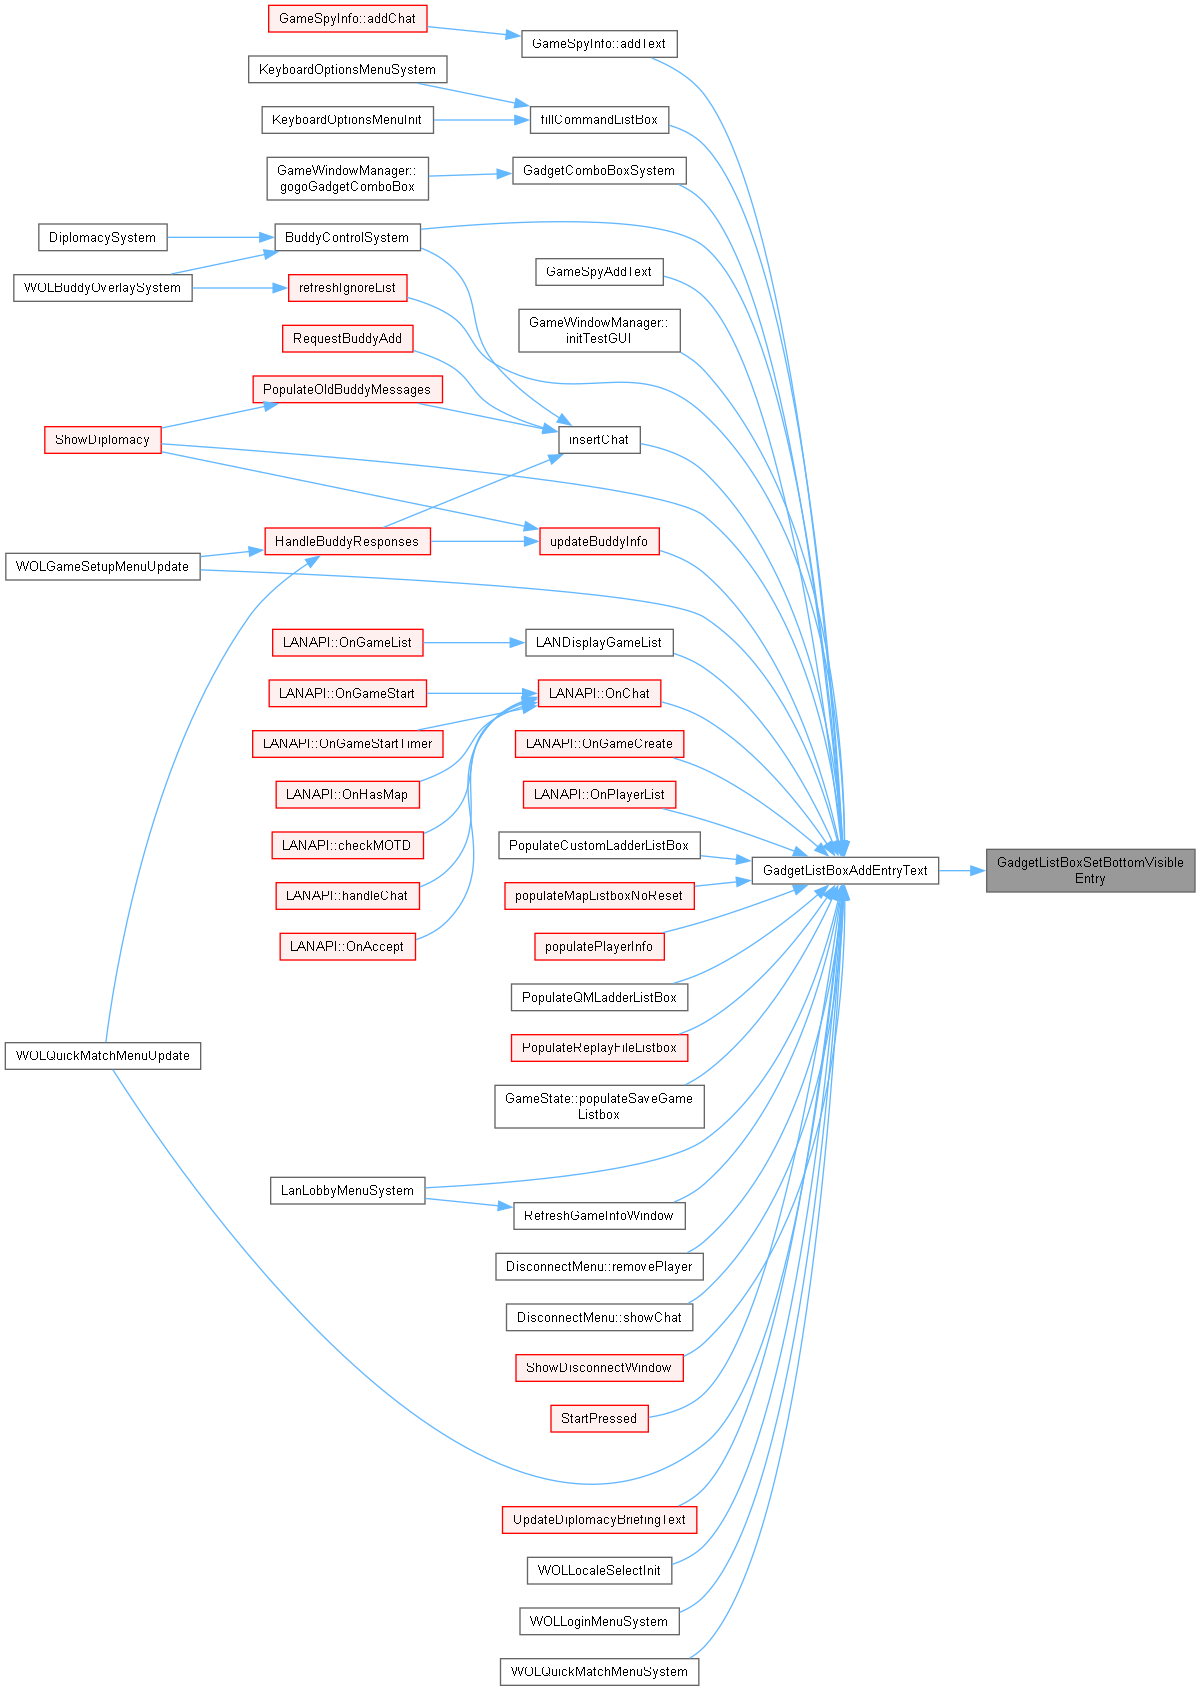 GameSpyInfo::addChat
GameSpyInfo::addText
KeyboardOptionsMenuSystem
KeyboardOptionsMenuInit
fillCommandListBox
GameWindowManager::
gogoGadgetComboBox
GadgetComboBoxSystem
DiplomacySystem
BuddyControlSystem
GameSpyAddText
WOLBuddyOverlaySystem
refreshIgnoreList
GameWindowManager::
initTestGUI
RequestBuddyAdd
PopulateOldBuddyMessages
ShowDiplomacy
insertChat
HandleBuddyResponses
updateBuddyInfo
WOLGameSetupMenuUpdate
LANAPI::OnGameList
LANDisplayGameList
LANAPI::OnGameStart
LANAPI::OnChat
LANAPI::OnGameStartTimer
LANAPI::OnGameCreate
LANAPI::OnHasMap
LANAPI::OnPlayerList
LANAPI::checkMOTD
PopulateCustomLadderListBox
GadgetListBoxAddEntryText
GadgetListBoxSetBottomVisible
Entry
LANAPI::handleChat
populateMapListboxNoReset
LANAPI::OnAccept
populatePlayerInfo
PopulateQMLadderListBox
WOLQuickMatchMenuUpdate
PopulateReplayFileListbox
GameState::populateSaveGame
Listbox
LanLobbyMenuSystem
RefreshGameInfoWindow
DisconnectMenu::removePlayer
DisconnectMenu::showChat
ShowDisconnectWindow
StartPressed
UpdateDiplomacyBriefingText
WOLLocaleSelectInit
WOLLoginMenuSystem
WOLQuickMatchMenuSystem